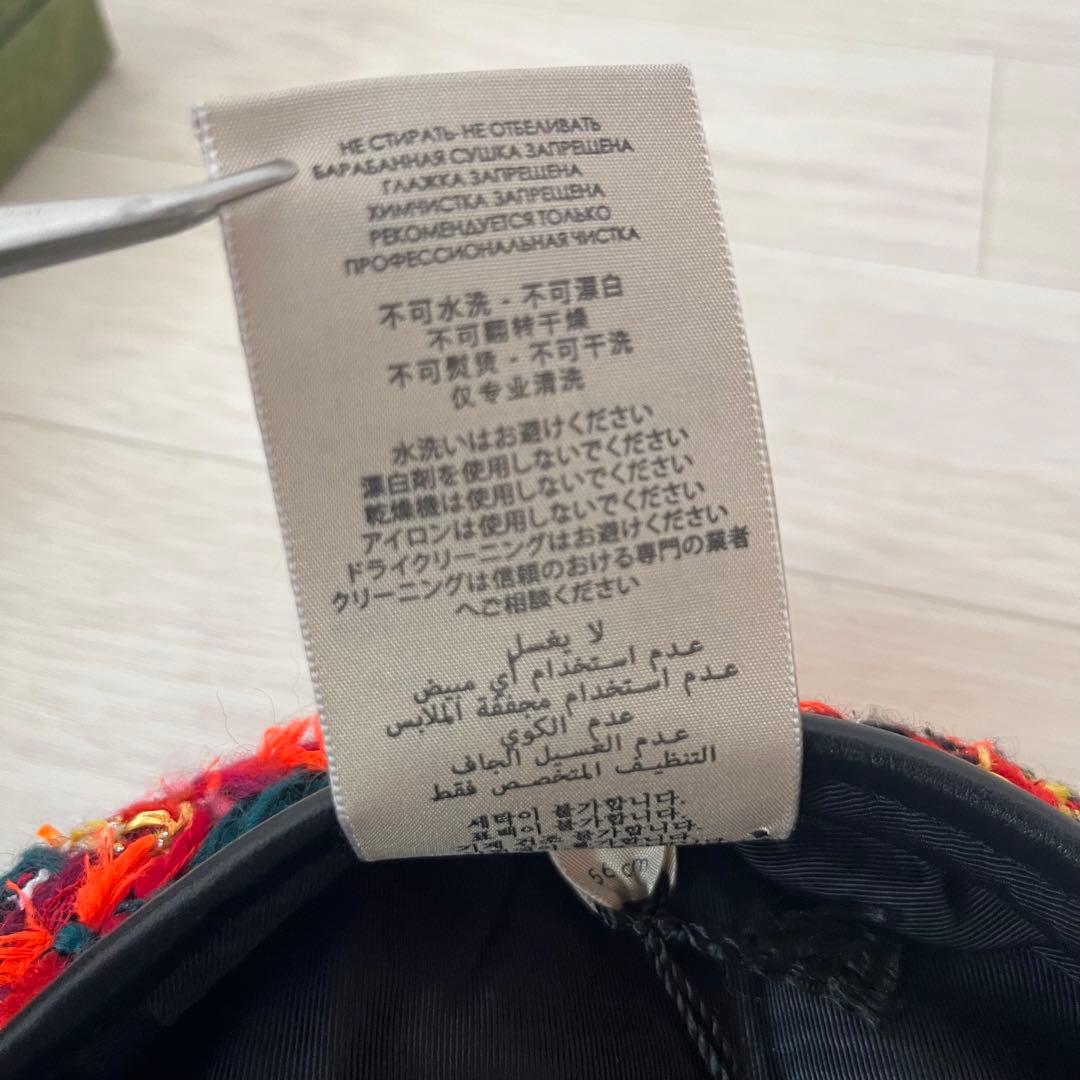 НЕ СТИРАТЬ-НЕ ОТБЕЛИВАТЬ
БАРАБАННАЯ СУШКА ЗАПРЕЩЕНА
ГЛАЖКА ЗАПРЕЩЕНА
ХИМЧИСТКА ЗАПРЕЩЕНА
РЕКОМЕНДУЕТСЯ ТОЛЬКО
ПРОФЕССИОНАЛЬНАЯ ЧИСТКА
不可水洗 - 不可漂白
不可翻转干燥
不可熨烫 - 不可干洗
仅专业清洗
水洗いはお避けください
漂白剤を使用しないでください
乾燥機は使用しないでください
アイロンは使用しないでください
ドライクリーニングはお避けください
クリーニングは信頼のおける専門の業者
へご相談ください
لا يغسل
عدم استخدام أي مبيض
عدم استخدام مجففة الملابس
عدم الكوي
عدم الغسيل الجاف
التنظيف المتخصص فقط
세탁이 불가합니다.
표백이 불가합니다.
56 cm